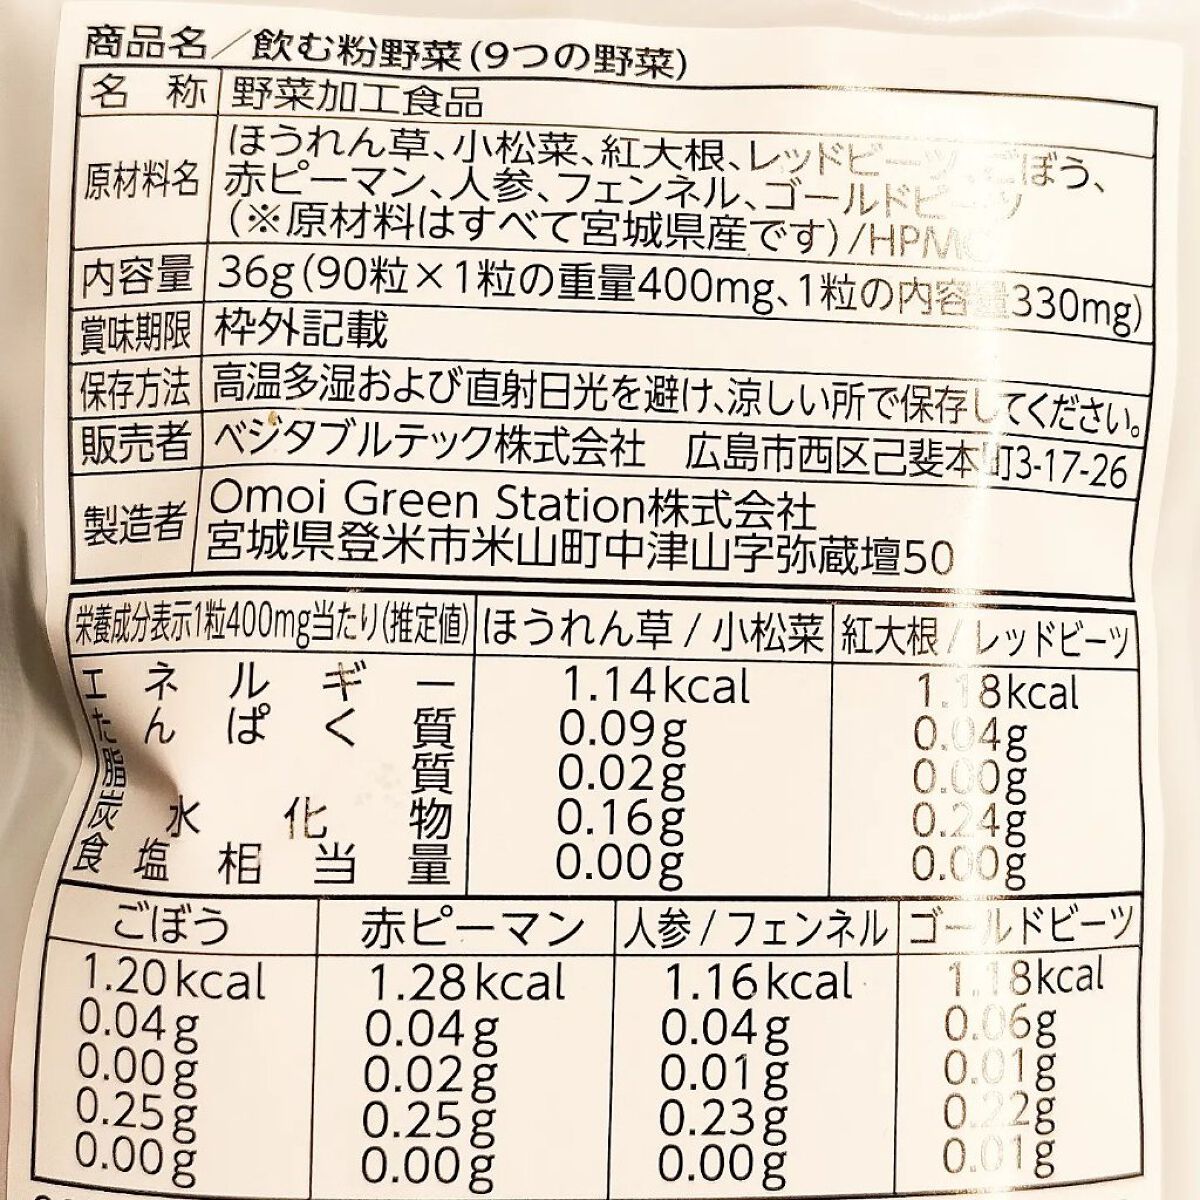 商品名／飲む粉野菜(9つの野菜)
名 称 野菜加工食品
原材料名 ほうれん草、小松菜、紅大根、レッドビーツ、ごぼう、
赤ピーマン、人参、フェンネル、ゴールドビーツ
(※原材料はすべて宮城県産です)/HPMC
内容量 36g(90粒×1粒の重量400mg、1粒の内容量330mg)
賞味期限 枠外記載
保存方法 高温多湿および直射日光を避け、涼しい所で保存してください。
販売者 ベジタブルテック株式会社 広島市西区己斐本町3-17-26
製造者 Omoi Green Station株式会社
宮城県登米市米山町中津山字弥蔵壇50
栄養成分表示1粒400mg当たり(推定値) ほうれん草/小松菜 紅大根/レッドビーツ
エネルギー 1.14kcal 1.18kcal
たんぱく質 0.09g 0.04g
脂質 0.02g 0.00g
炭水化物 0.16g 0.24g
食塩相当量 0.00g 0.00g
ごぼう 赤ピーマン 人参/フェンネル ゴールドビーツ
1.20kcal 1.28kcal 1.16kcal 1.18kcal
0.04g 0.04g 0.04g 0.06g
0.00g 0.02g 0.01g 0.01g
0.25g 0.25g 0.23g 0.22g
0.00g 0.00g 0.00g 0.01g